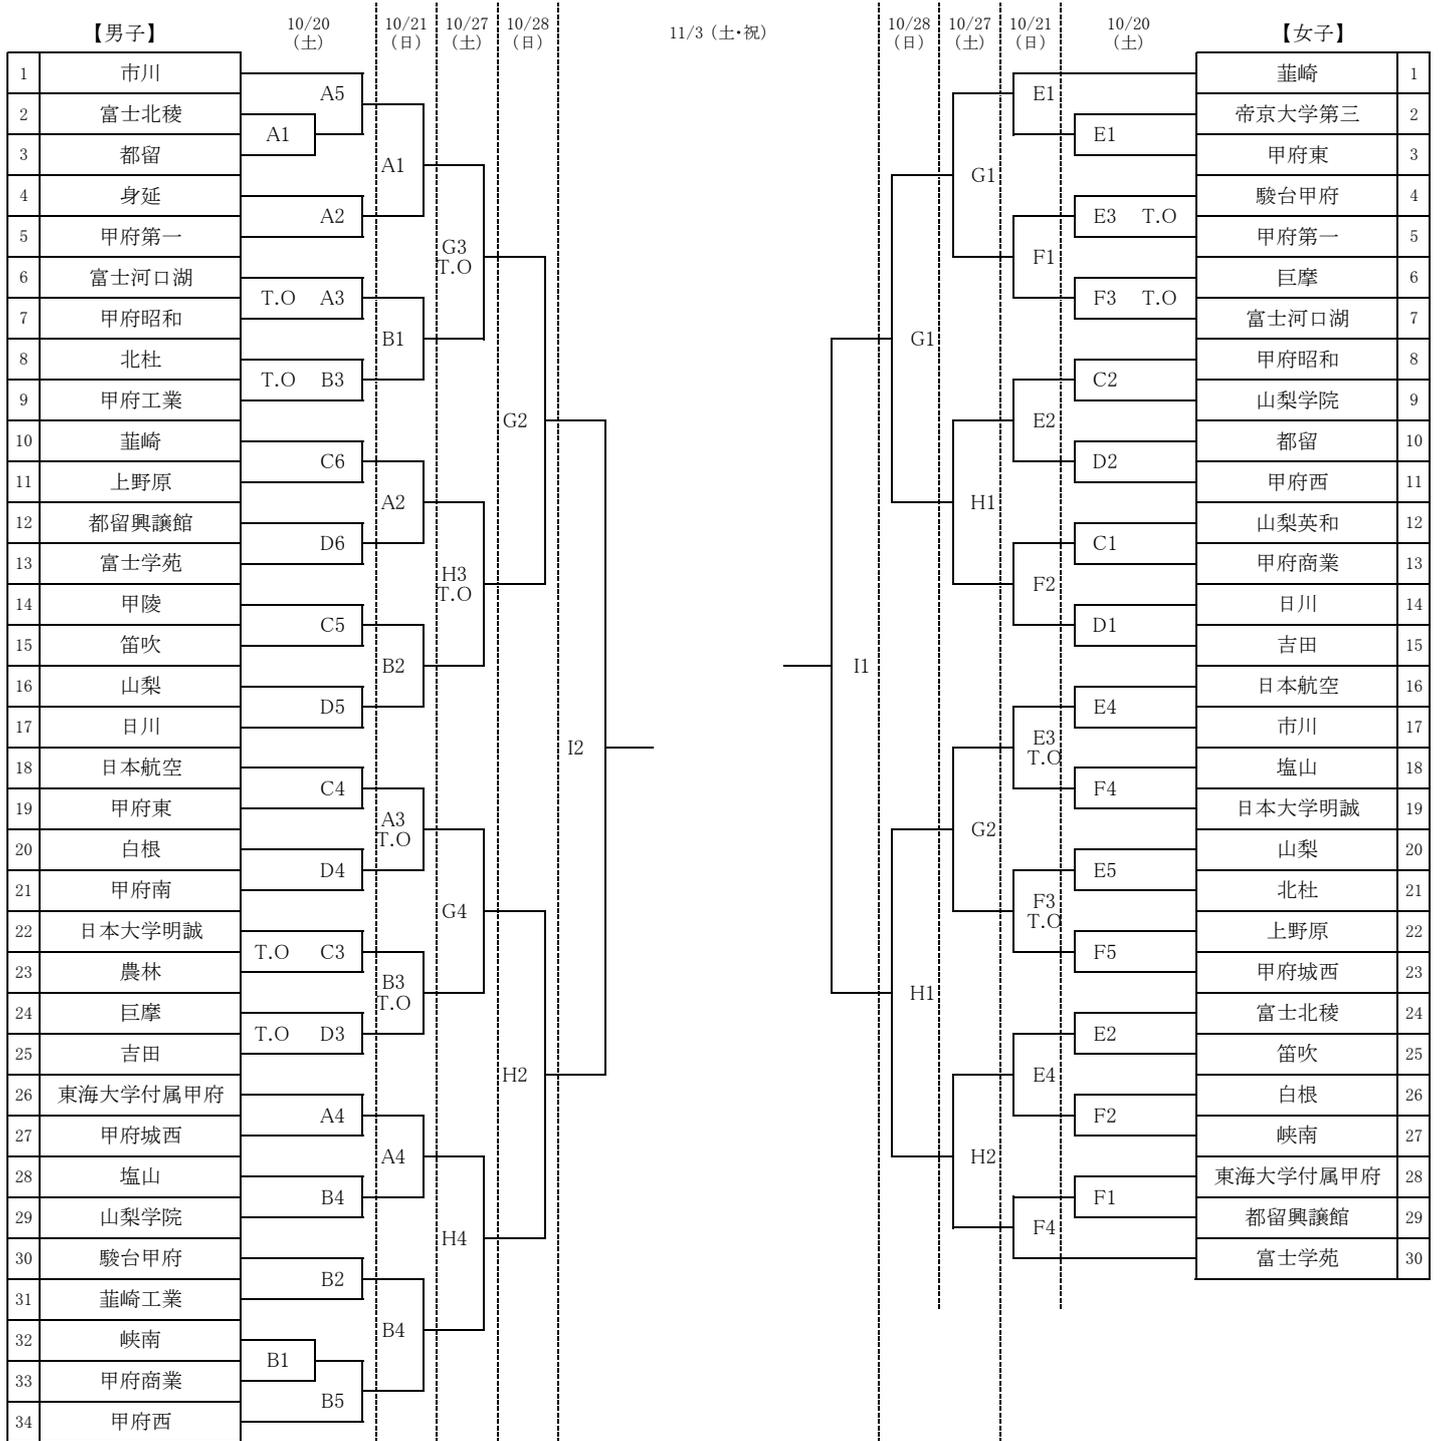 【男子】 10/20 10/21 10/27 10/28 11/3（土・祝） 10/28 10/27 10/21 10/20 【女子】
（土） （日） （土） （日） （日） （土） （日） （土）
1 市川
A5
2 富士北稜
A1
3 都留
A1
4 身延
A2
5 甲府第一
G3
T.O
6 富士河口湖
T.O A3
7 甲府昭和
B1
8 北杜
T.O B3
9 甲府工業
G2
10 韮崎
C6
11 上野原
A2
12 都留興譲館
D6
13 富士学苑
H3
T.O
14 甲陵
C5
15 笛吹
B2
16 山梨
D5
17 日川
I2
18 日本航空
C4
19 甲府東
A3
T.O
20 白根
D4
21 甲府南
G4
22 日本大学明誠
T.O C3
23 農林
B3
T.O
24 巨摩
T.O D3
25 吉田
H2
26 東海大学付属甲府
A4
27 甲府城西
A4
28 塩山
B4
29 山梨学院
H4
30 駿台甲府
B2
31 韮崎工業
B4
32 峡南
B1
33 甲府商業
B5
34 甲府西
韮崎 1
E1
帝京大学第三 2
E1
甲府東 3
G1
駿台甲府 4
E3 T.O
甲府第一 5
F1
巨摩 6
F3 T.O
富士河口湖 7
G1
甲府昭和 8
C2
山梨学院 9
E2
都留 10
D2
甲府西 11
H1
山梨英和 12
C1
甲府商業 13
F2
日川 14
D1
吉田 15
I1
日本航空 16
E4
市川 17
E3
T.O
塩山 18
F4
日本大学明誠 19
G2
山梨 20
E5
北杜 21
F3
T.O
上野原 22
F5
甲府城西 23
H1
富士北稜 24
E2
笛吹 25
E4
白根 26
F2
峡南 27
H2
東海大学付属甲府 28
F1
都留興譲館 29
F4
富士学苑 30